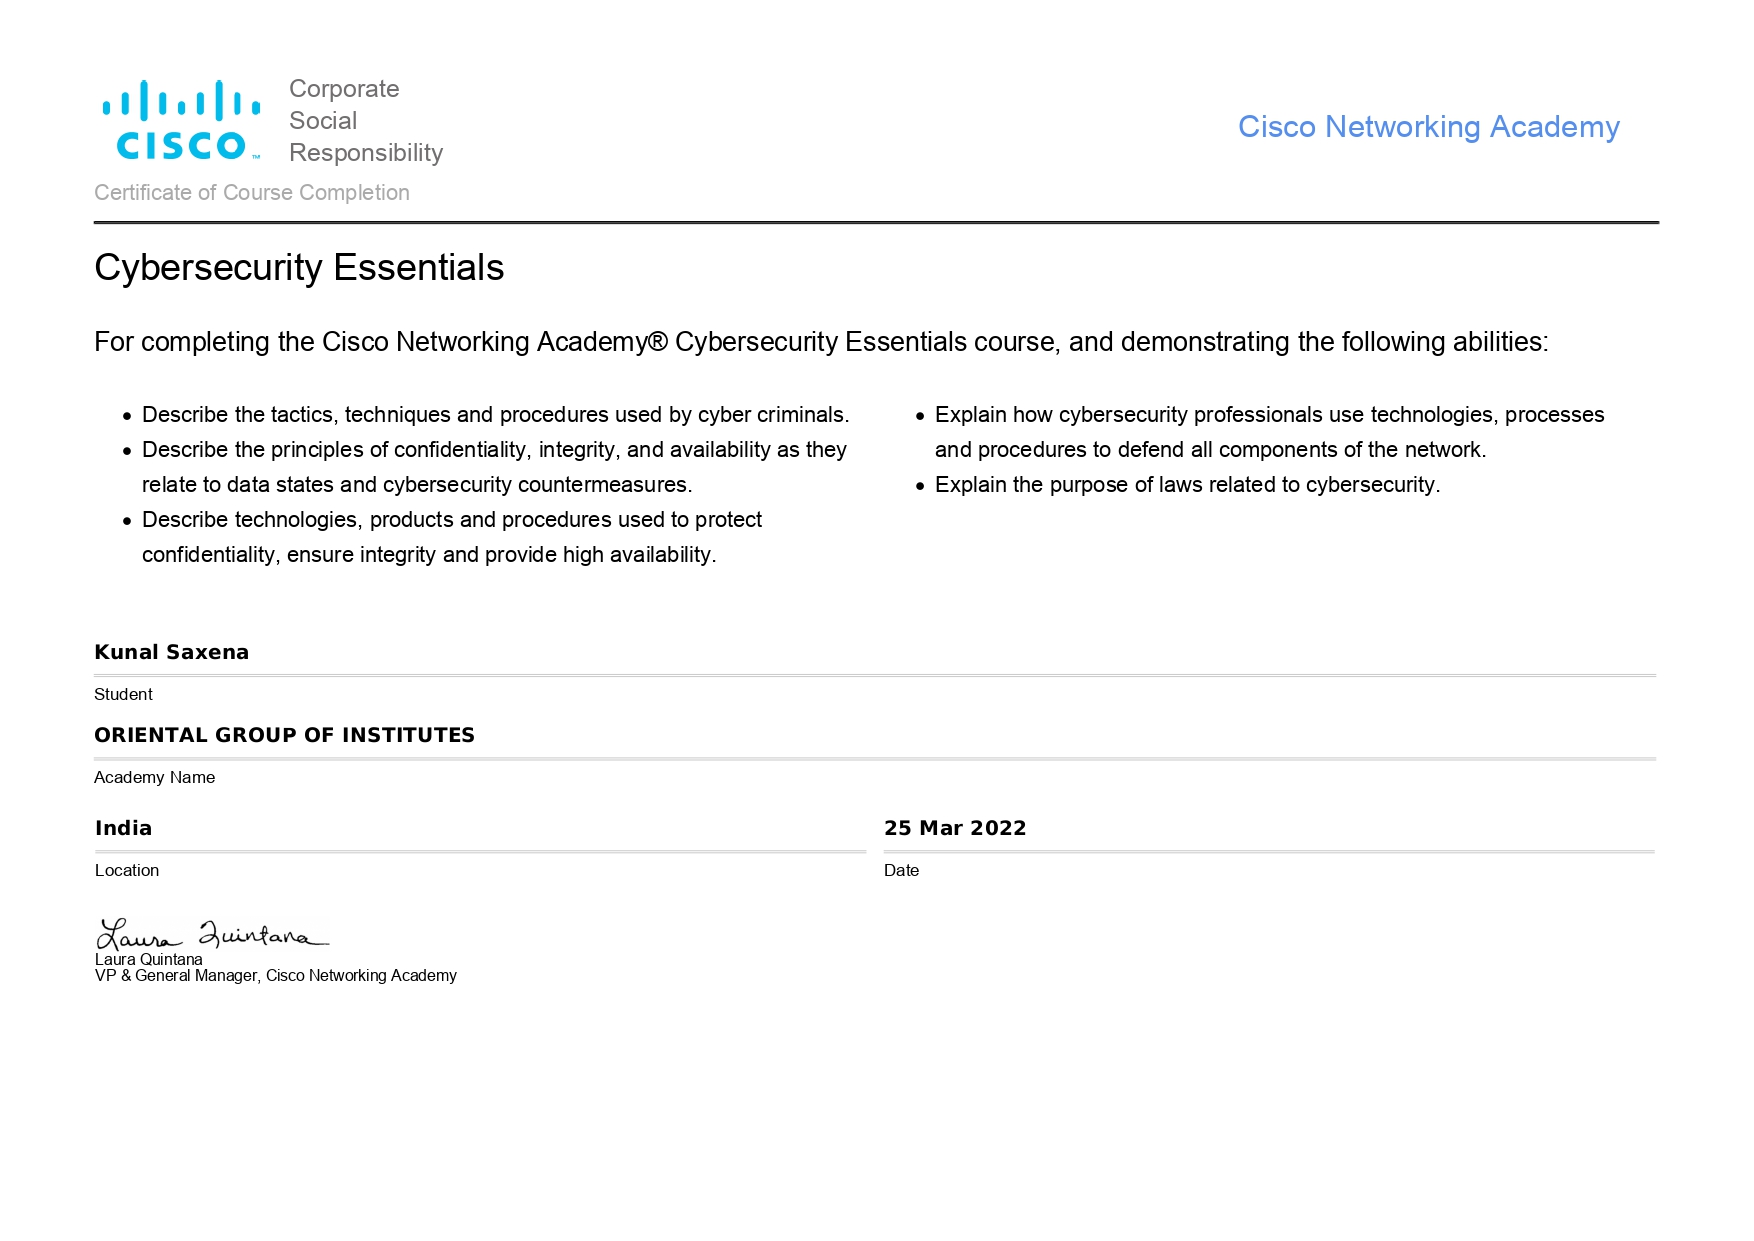 CISCO ™
Corporate
Social
Responsibility
Cisco Networking Academy
Certificate of Course Completion
Cybersecurity Essentials
For completing the Cisco Networking Academy® Cybersecurity Essentials course, and demonstrating the following abilities:
• Describe the tactics, techniques and procedures used by cyber criminals.
• Describe the principles of confidentiality, integrity, and availability as they
relate to data states and cybersecurity countermeasures.
• Describe technologies, products and procedures used to protect
confidentiality, ensure integrity and provide high availability.
• Explain how cybersecurity professionals use technologies, processes
and procedures to defend all components of the network.
• Explain the purpose of laws related to cybersecurity.
Kunal Saxena
Student
ORIENTAL GROUP OF INSTITUTES
Academy Name
India
Location
25 Mar 2022
Date
Laura Quintana
Laura Quintana
VP & General Manager, Cisco Networking Academy